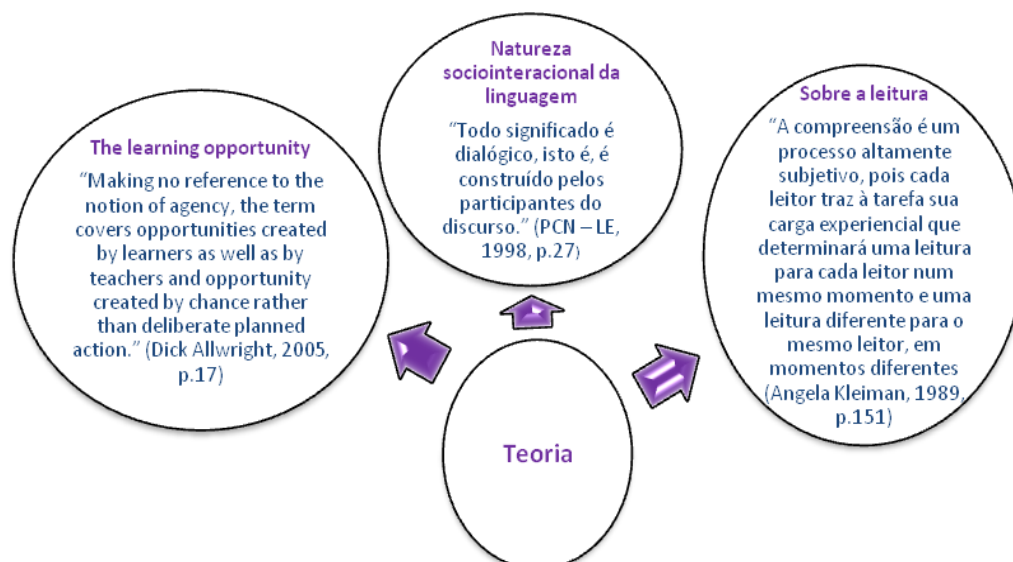 The learning opportunity
“Making no reference to the
notion of agency, the term
covers opportunities created
by learners as well as by
teachers and opportunity
created by chance rather
than deliberate planned
action.” (Dick Allwright, 2005,
p.17)
Natureza
sociointeracional da
linguagem
“Todo significado é
dialógico, isto é, é
construído pelos
participantes do
discurso.” (PCN – LE,
1998, p.27)
Sobre a leitura
“A compreensão é um
processo altamente
subjetivo, pois cada
leitor traz à tarefa sua
carga experiencial que
determinará uma leitura
para cada leitor num
mesmo momento e uma
leitura diferente para o
mesmo leitor, em
momentos diferentes
(Angela Kleiman, 1989,
p.151)
Teoria